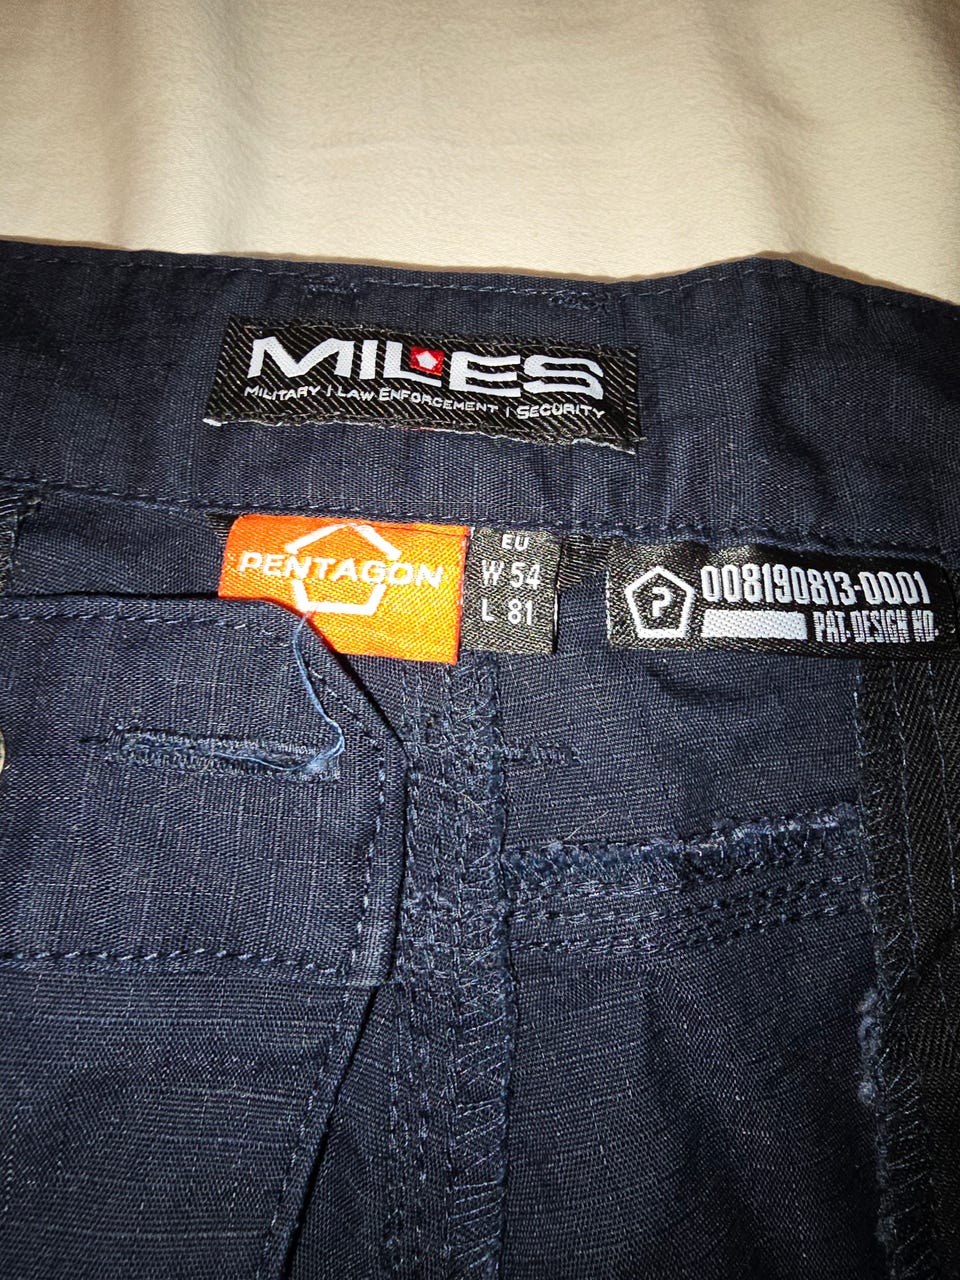 MILES
MILITARY | LAW ENFORCEMENT | SECURITY
PENTAGON
EU
W 54
L 81
P
008190813-0001
PAT. DESIGN NO.